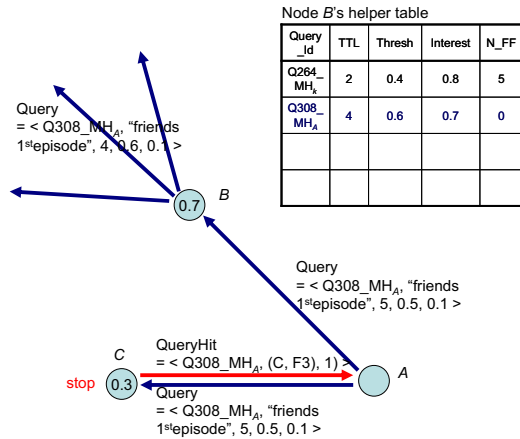 Node B's helper table
Query _Id TTL Thresh Interest N_FF
Q264_ MHk 2 0.4 0.8 5
Q308_ MHA 4 0.6 0.7 0
Query
= < Q308_MHA, “friends
1stepisode”, 4, 0.6, 0.1 >
B
0.7
Query
= < Q308_MHA, “friends
1stepisode”, 5, 0.5, 0.1 >
C
QueryHit
= < Q308_MHA, (C, F3), 1) >
A
stop
0.3
Query
= < Q308_MHA, “friends
1stepisode”, 5, 0.5, 0.1 >